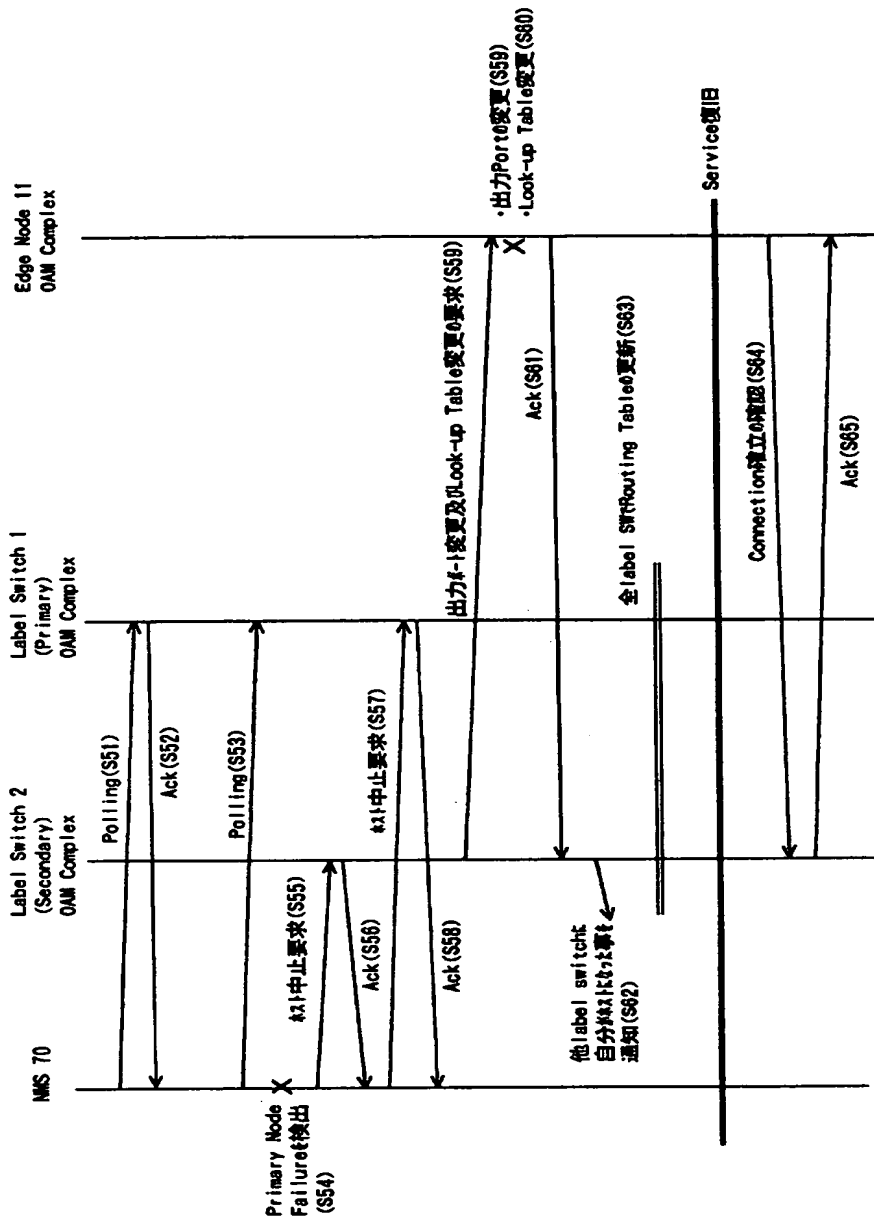 NMS 70
Label Switch 2
(Secondary)
OAM Complex
Label Switch 1
(Primary)
OAM Complex
Edge Node 11
OAM Complex
Polling(S51)
Ack(S52)
Polling(S53)
Primary Node
Failureを検出
(S54)
ホスト中止要求(S55)
Ack(S56)
ホスト中止要求(S57)
Ack(S58)
出力ポート変更及びLook-up Table変更の要求(S59)
・出力Portの変更(S59)
・Look-up Table変更(S60)
Ack(S61)
他label switchに
自分がホストになった事を
通知(S62)
全label SWでRouting Tableの更新(S63)
Service復旧
Connection確立の確認(S64)
Ack(S65)